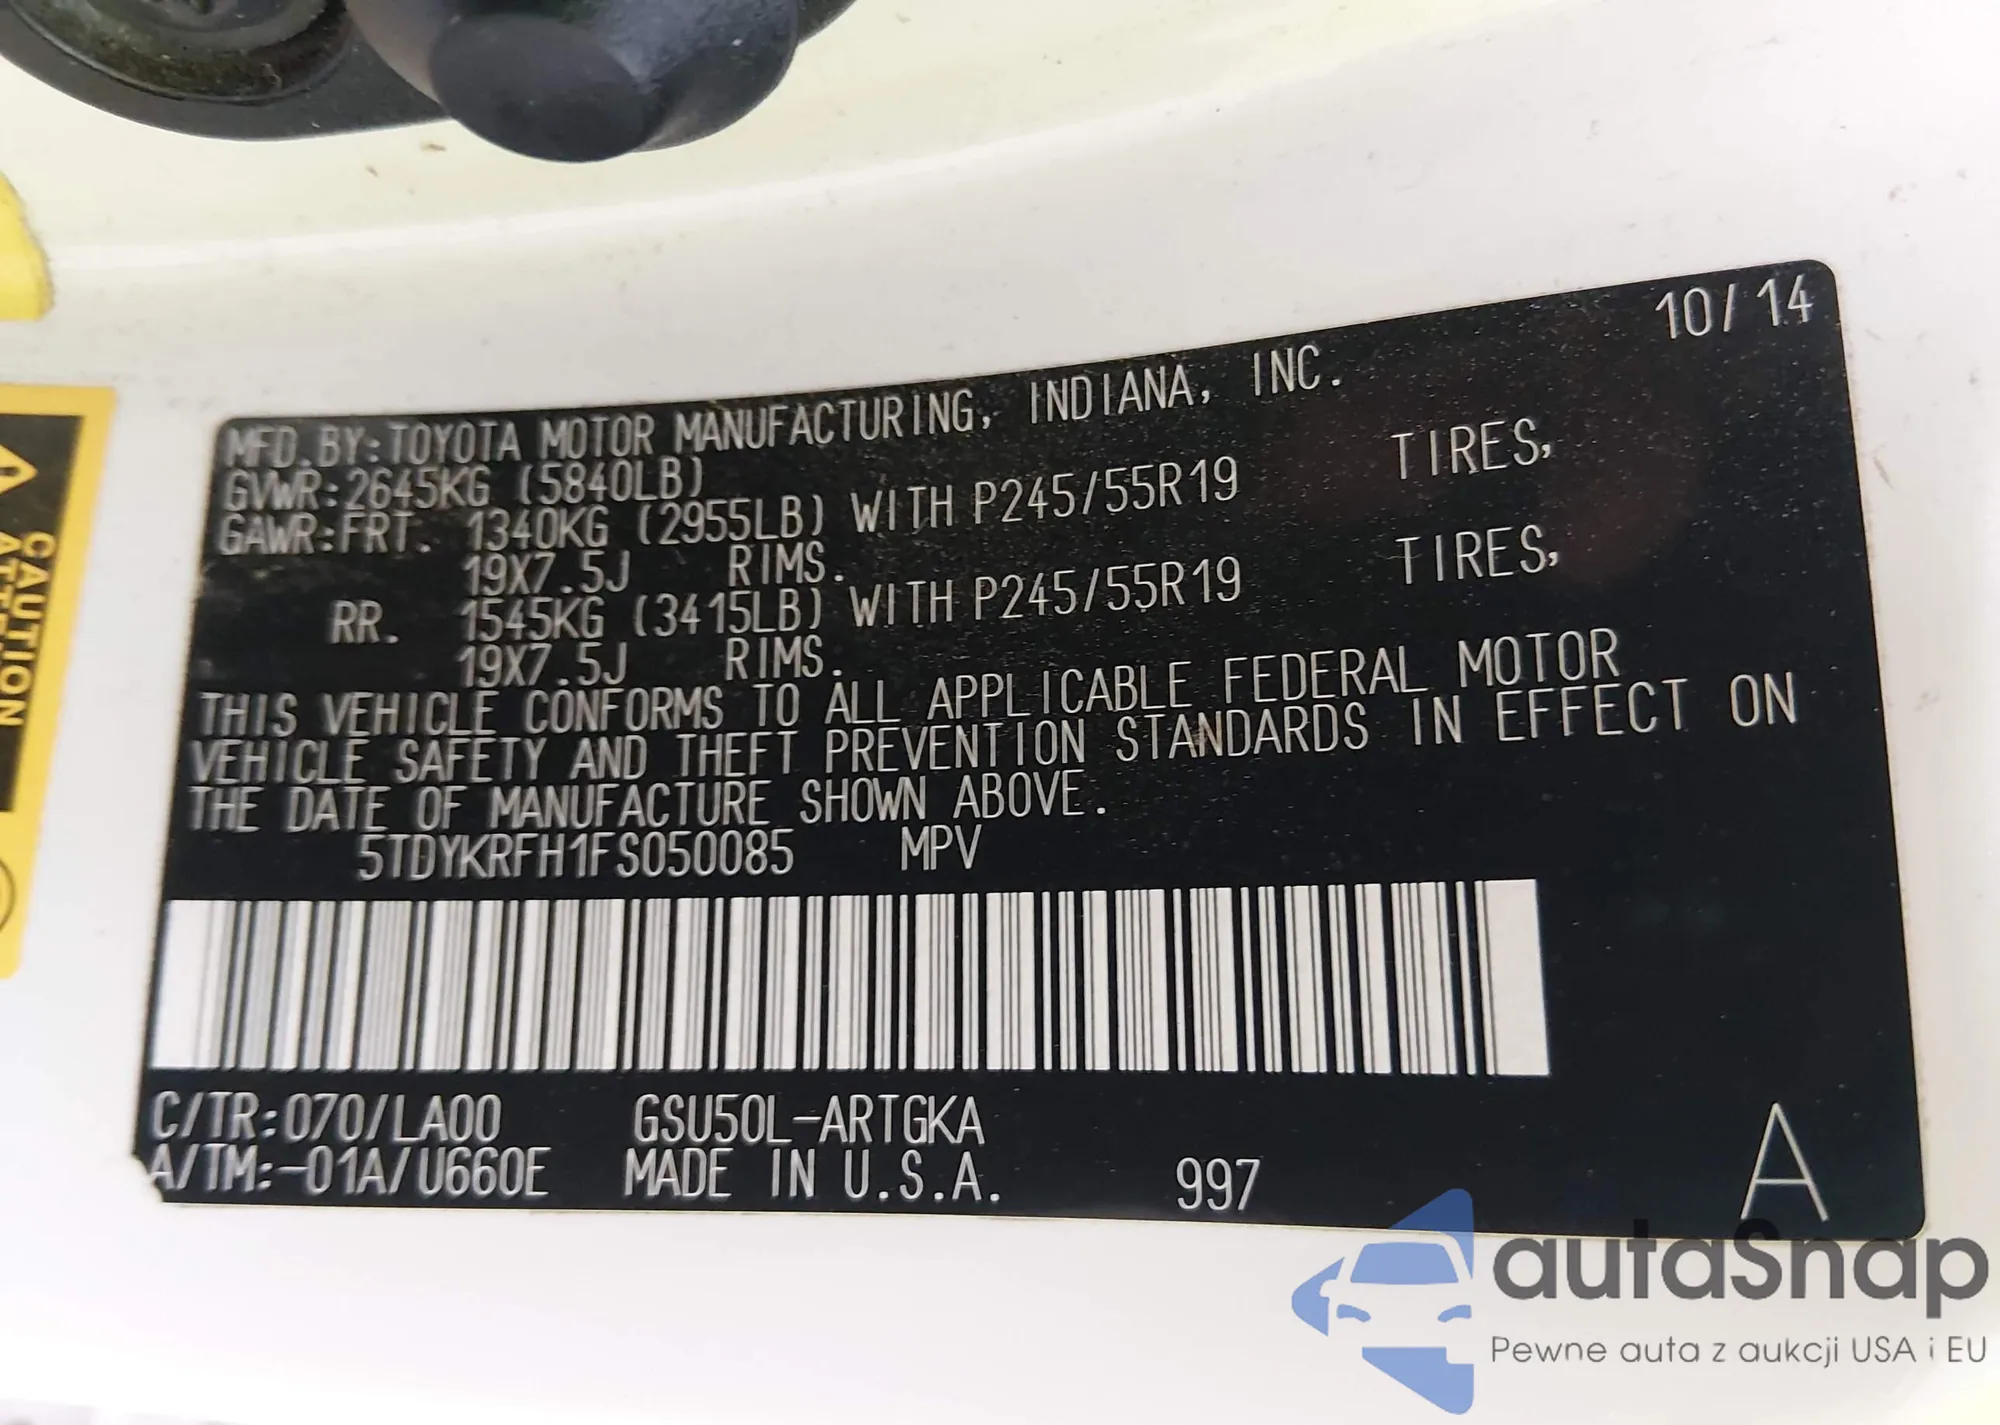 10/14
MFD.BY:TOYOTA MOTOR MANUFACTURING, INDIANA, INC.
GVWR:2645KG (5840LB)
GAWR:FRT. 1340KG (2955LB) WITH P245/55R19 TIRES,
19X7.5J RIMS.
RR. 1545KG (3415LB) WITH P245/55R19 TIRES,
19X7.5J RIMS.
THIS VEHICLE CONFORMS TO ALL APPLICABLE FEDERAL MOTOR
VEHICLE SAFETY AND THEFT PREVENTION STANDARDS IN EFFECT ON
THE DATE OF MANUFACTURE SHOWN ABOVE.
5TDYKRFH1FS050085 MPV
C/TR:070/LA00 GSU50L-ARTGKA
A/TM:-01A/U660E MADE IN U.S.A. 997 A
CAUTION
autaSnap
Pewne auta z aukcji USA i EU